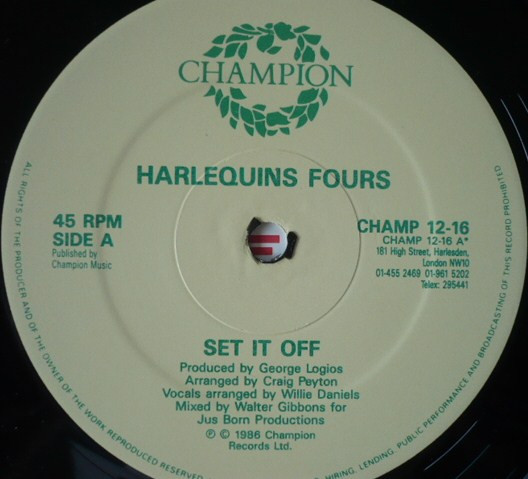 CHAMPION
HARLEQUINS FOURS
45 RPM
SIDE A
Published by
Champion Music
CHAMP 12-16
CHAMP 12-16 A*
181 High Street, Harlesden,
London NW10
01-455 2469 01-961 5202
Telex: 295441
SET IT OFF
Produced by George Logios
Arranged by Craig Peyton
Vocals arranged by Willie Daniels
Mixed by Walter Gibbons for
Jus Born Productions
℗ © 1986 Champion
Records Ltd.
ALL RIGHTS OF THE PRODUCER AND OF THE OWNER OF THE WORK REPRODUCED RESERVED
HIRING, LENDING, PUBLIC PERFORMANCE AND BROADCASTING OF THIS RECORD PROHIBITED